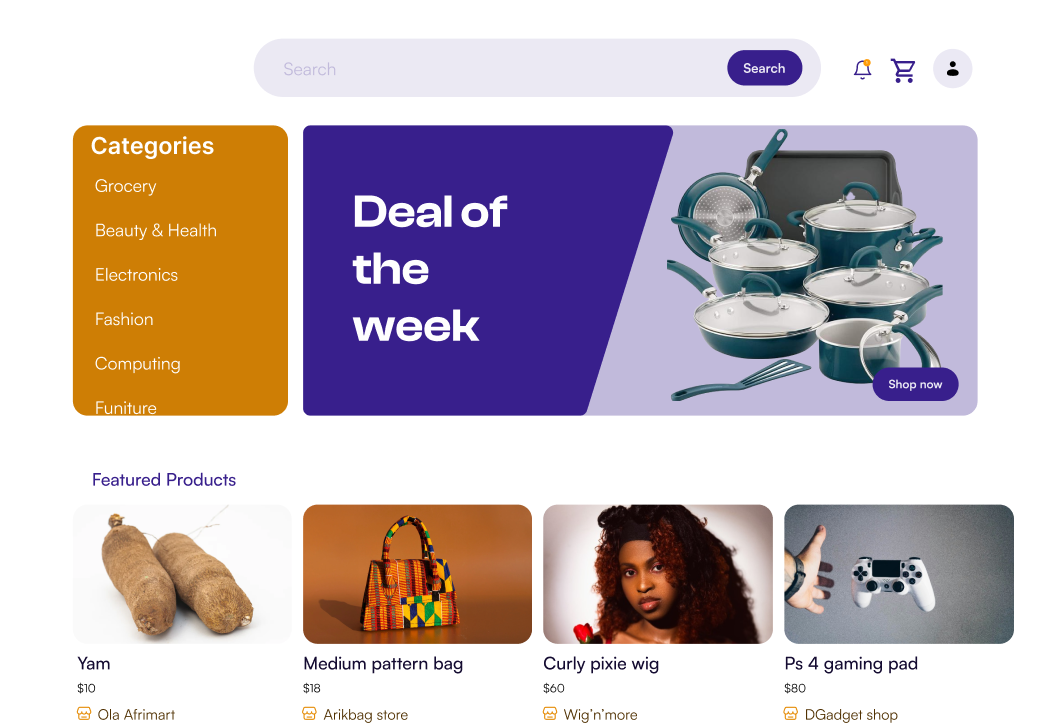 Search
Search
Categories
Grocery
Beauty & Health
Electronics
Fashion
Computing
Funiture
Deal of
the
week
Shop now
Featured Products
Yam
$10
Ola Afrimart
Medium pattern bag
$18
Arikbag store
Curly pixie wig
$60
Wig’n’more
Ps 4 gaming pad
$80
DGadget shop